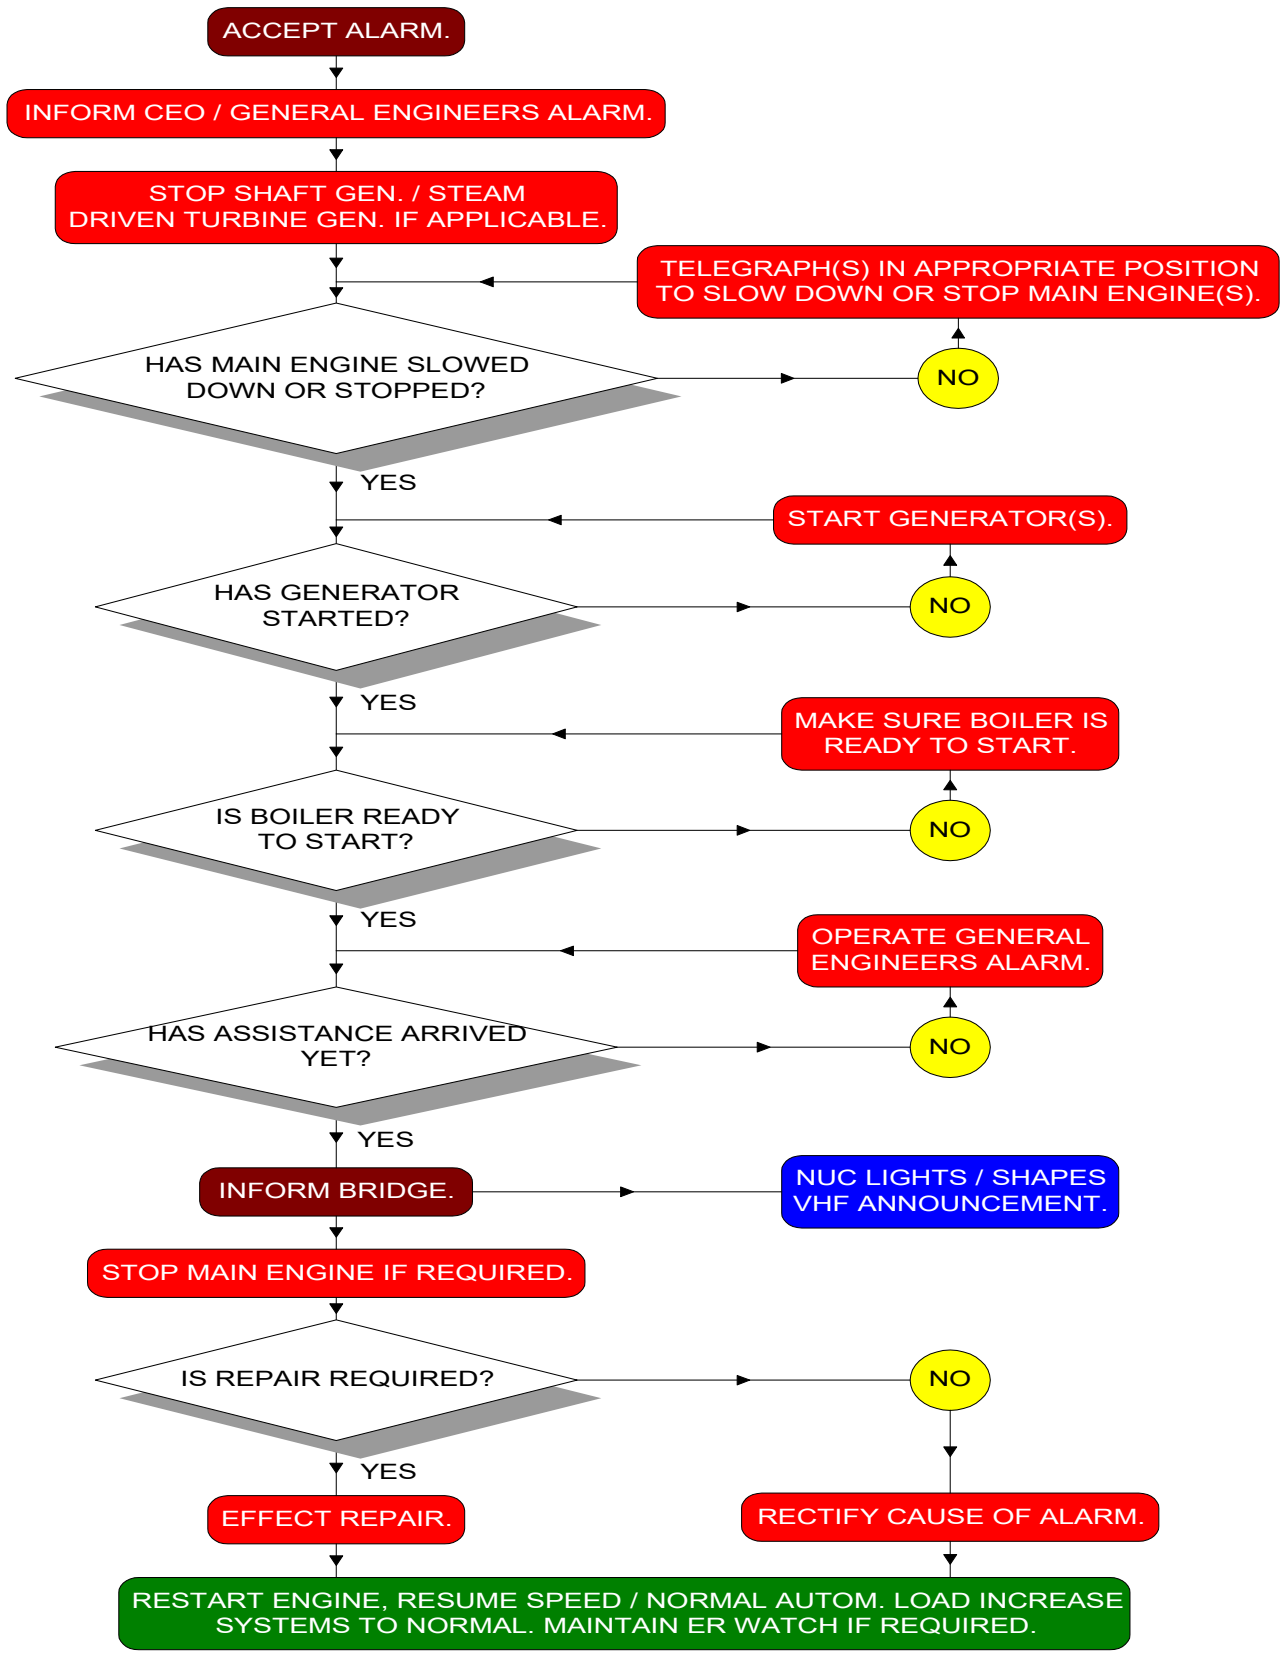 ACCEPT ALARM.
INFORM CEO / GENERAL ENGINEERS ALARM.
STOP SHAFT GEN. / STEAM
DRIVEN TURBINE GEN. IF APPLICABLE.
TELEGRAPH(S) IN APPROPRIATE POSITION
TO SLOW DOWN OR STOP MAIN ENGINE(S).
HAS MAIN ENGINE SLOWED
DOWN OR STOPPED?
NO
YES
START GENERATOR(S).
HAS GENERATOR
STARTED?
NO
YES
MAKE SURE BOILER IS
READY TO START.
IS BOILER READY
TO START?
NO
YES
OPERATE GENERAL
ENGINEERS ALARM.
HAS ASSISTANCE ARRIVED
YET?
NO
YES
INFORM BRIDGE.
NUC LIGHTS / SHAPES
VHF ANNOUNCEMENT.
STOP MAIN ENGINE IF REQUIRED.
IS REPAIR REQUIRED?
NO
YES
EFFECT REPAIR.
RECTIFY CAUSE OF ALARM.
RESTART ENGINE, RESUME SPEED / NORMAL AUTOM. LOAD INCREASE
SYSTEMS TO NORMAL. MAINTAIN ER WATCH IF REQUIRED.